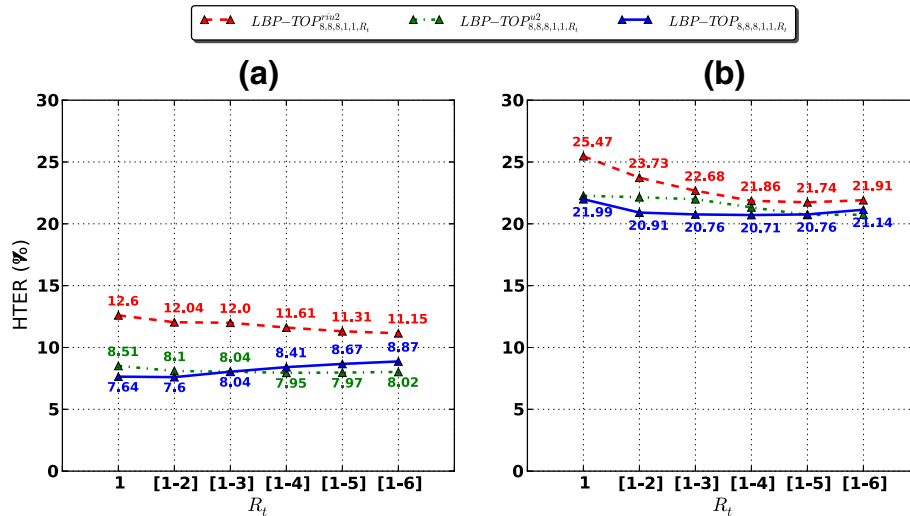 LBP−TOP^{riu2}_{8,8,8,1,1,R_t} LBP−TOP^{u2}_{8,8,8,1,1,R_t} LBP−TOP_{8,8,8,1,1,R_t}
(a) (b)
30 30
25.47
25 25
23.73
22.68
21.86 21.74 21.91
20 20
21.99 20.91 20.76 20.71 20.76 21.14
HTER (%)
15 15
12.6 12.04 12.0 11.61 11.31 11.15
10 10
8.51 8.1 8.04 8.41 8.67 8.87
7.64 7.6 8.04 7.95 7.97 8.02
5 5
0 0
1 [1-2] [1-3] [1-4] [1-5] [1-6] 1 [1-2] [1-3] [1-4] [1-5] [1-6]
R_t R_t